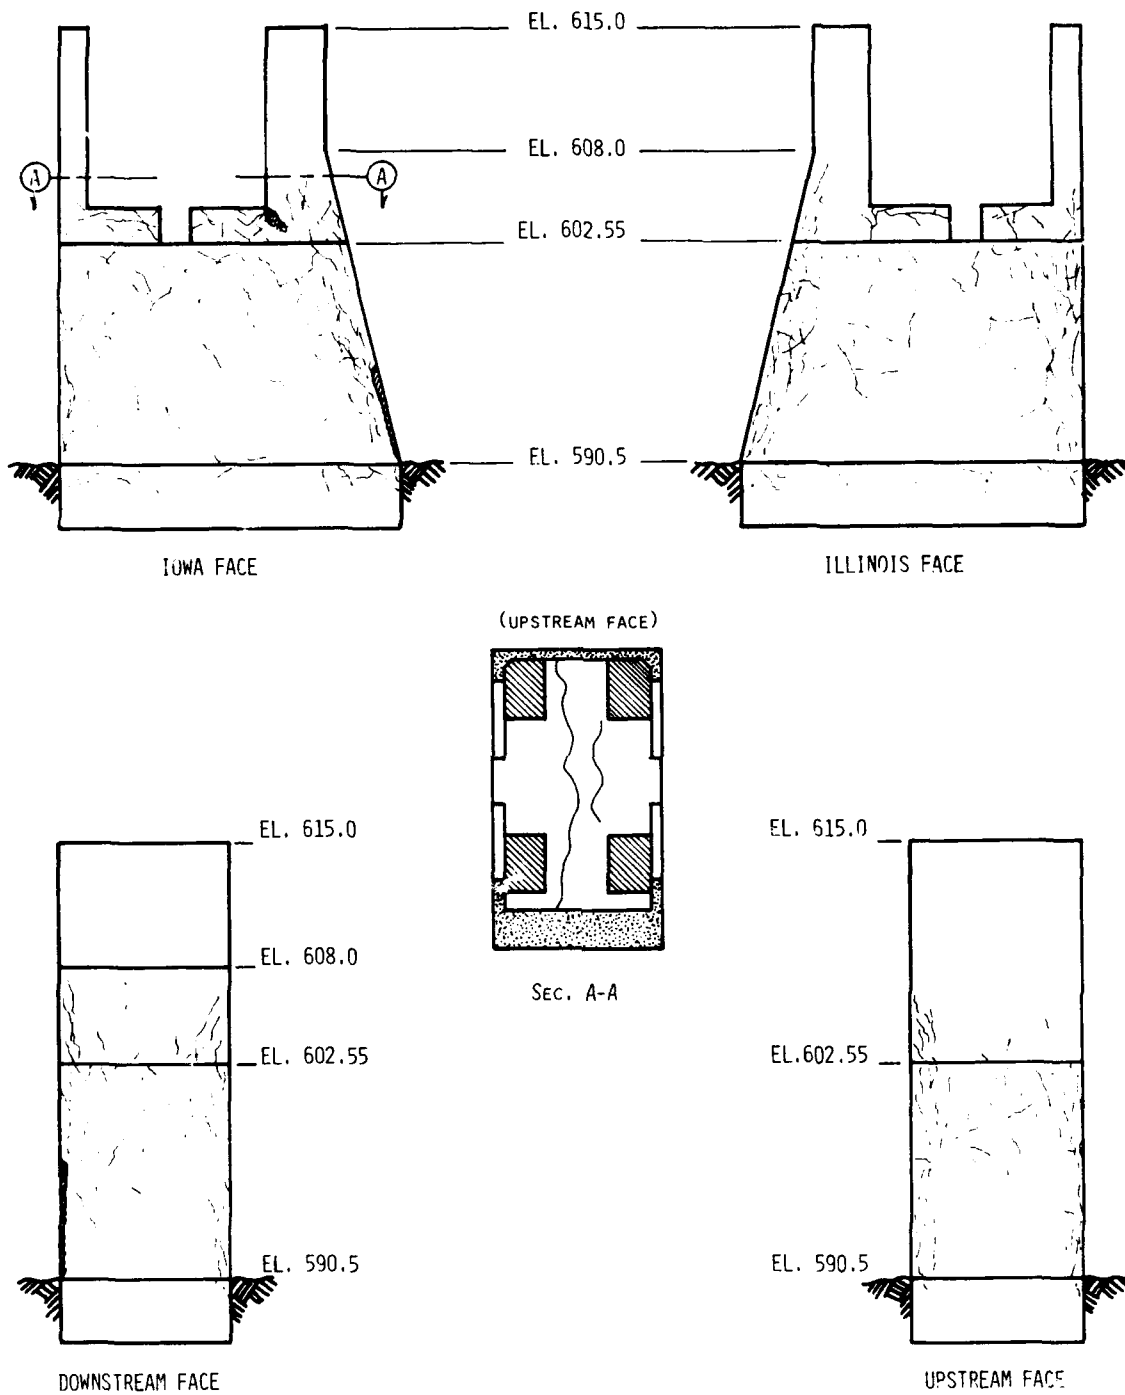 EL. 615.0
EL. 608.0
A
A
EL. 602.55
EL. 590.5
IOWA FACE
ILLINOIS FACE
(UPSTREAM FACE)
SEC. A-A
EL. 615.0
EL. 608.0
EL. 602.55
EL. 590.5
DOWNSTREAM FACE
EL. 615.0
EL.602.55
EL. 590.5
UPSTREAM FACE